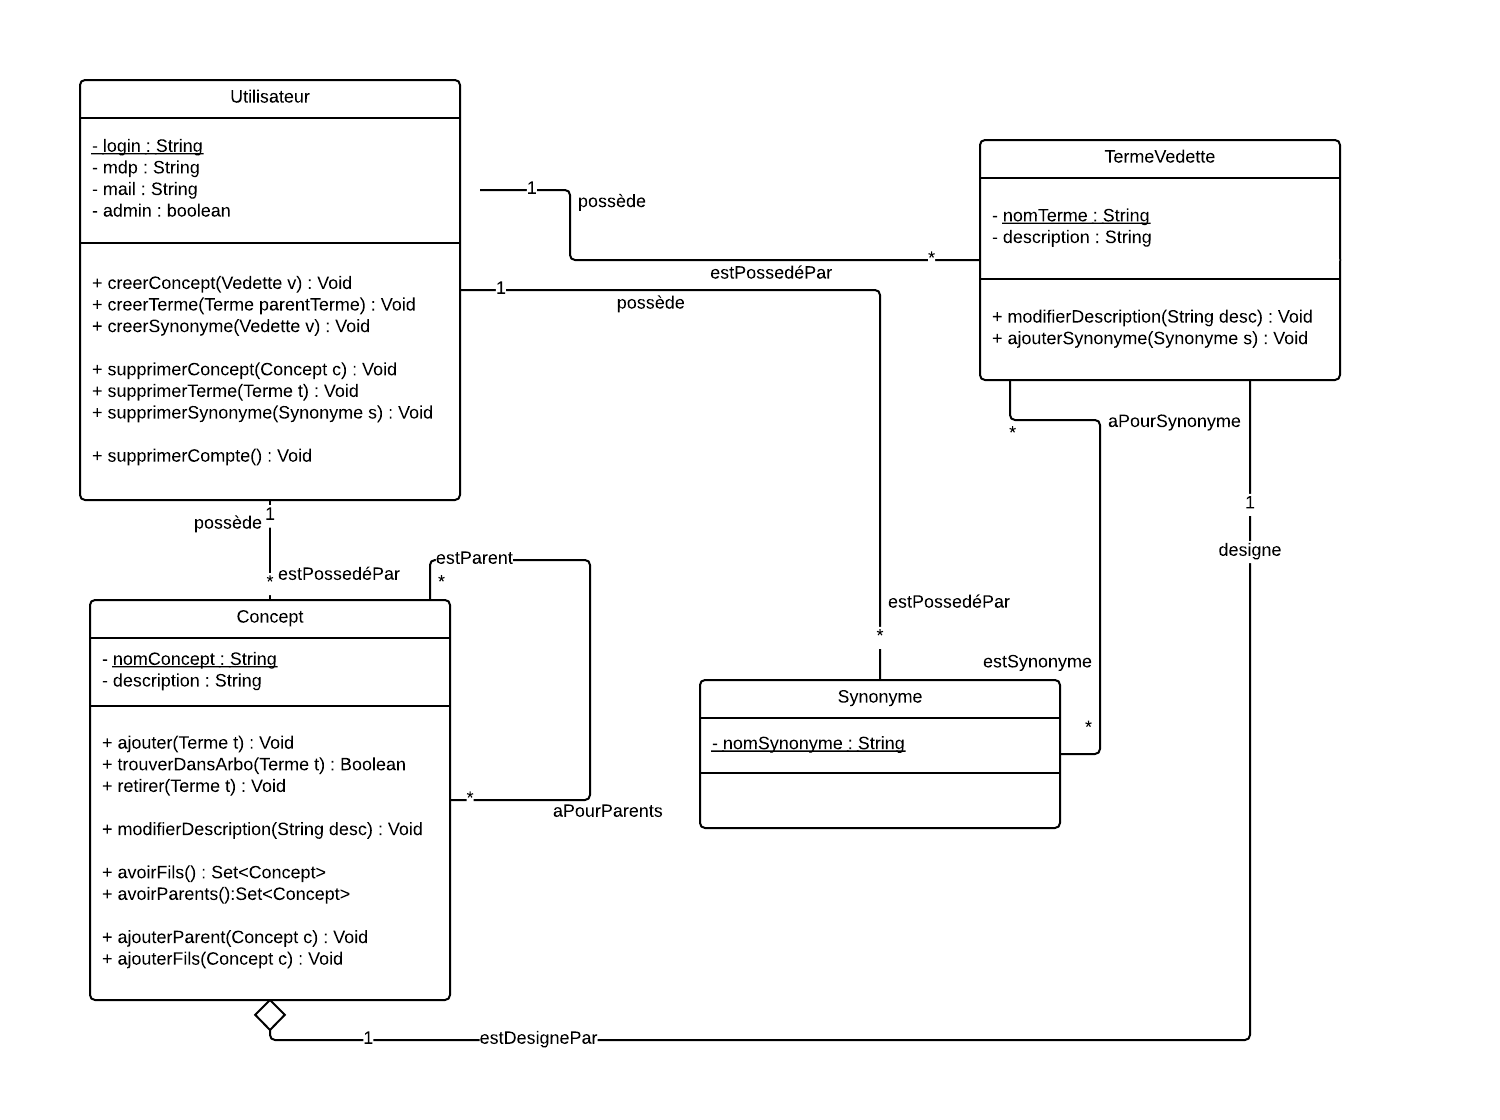 Utilisateur
- login : String
- mdp : String
- mail : String
- admin : boolean
+ creerConcept(Vedette v) : Void
+ creerTerme(Terme parentTerme) : Void
+ creerSynonyme(Vedette v) : Void
+ supprimerConcept(Concept c) : Void
+ supprimerTerme(Terme t) : Void
+ supprimerSynonyme(Synonyme s) : Void
+ supprimerCompte() : Void
1
possède
estPossedéPar
*
1
possède
TermeVedette
- nomTerme : String
- description : String
+ modifierDescription(String desc) : Void
+ ajouterSynonyme(Synonyme s) : Void
*
aPourSynonyme
1
designe
possède
1
* estPossedéPar
estParent
*
Concept
- nomConcept : String
- description : String
+ ajouter(Terme t) : Void
+ trouverDansArbo(Terme t) : Boolean
+ retirer(Terme t) : Void
+ modifierDescription(String desc) : Void
+ avoirFils() : Set<Concept>
+ avoirParents():Set<Concept>
+ ajouterParent(Concept c) : Void
+ ajouterFils(Concept c) : Void
*
aPourParents
estPossedéPar
*
estSynonyme
*
Synonyme
- nomSynonyme : String
1
estDesignePar